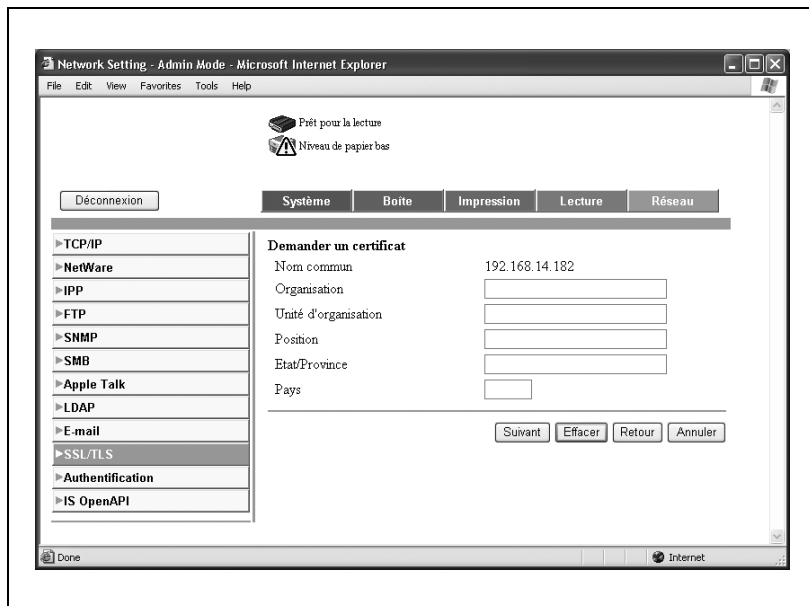 Network Setting - Admin Mode - Microsoft Internet Explorer
File Edit View Favorites Tools Help
Prêt pour la lecture
Niveau de papier bas
Déconnexion
Système Boîte Impression Lecture Réseau
TCP/IP
NetWare
IPP
FTP
SNMP
SMB
Apple Talk
LDAP
E-mail
SSL/TLS
Authentification
IS OpenAPI
Demander un certificat
Nom commun 192.168.14.182
Organisation
Unité d'organisation
Position
Etat/Province
Pays
Suivant Effacer Retour Annuler
Done Internet